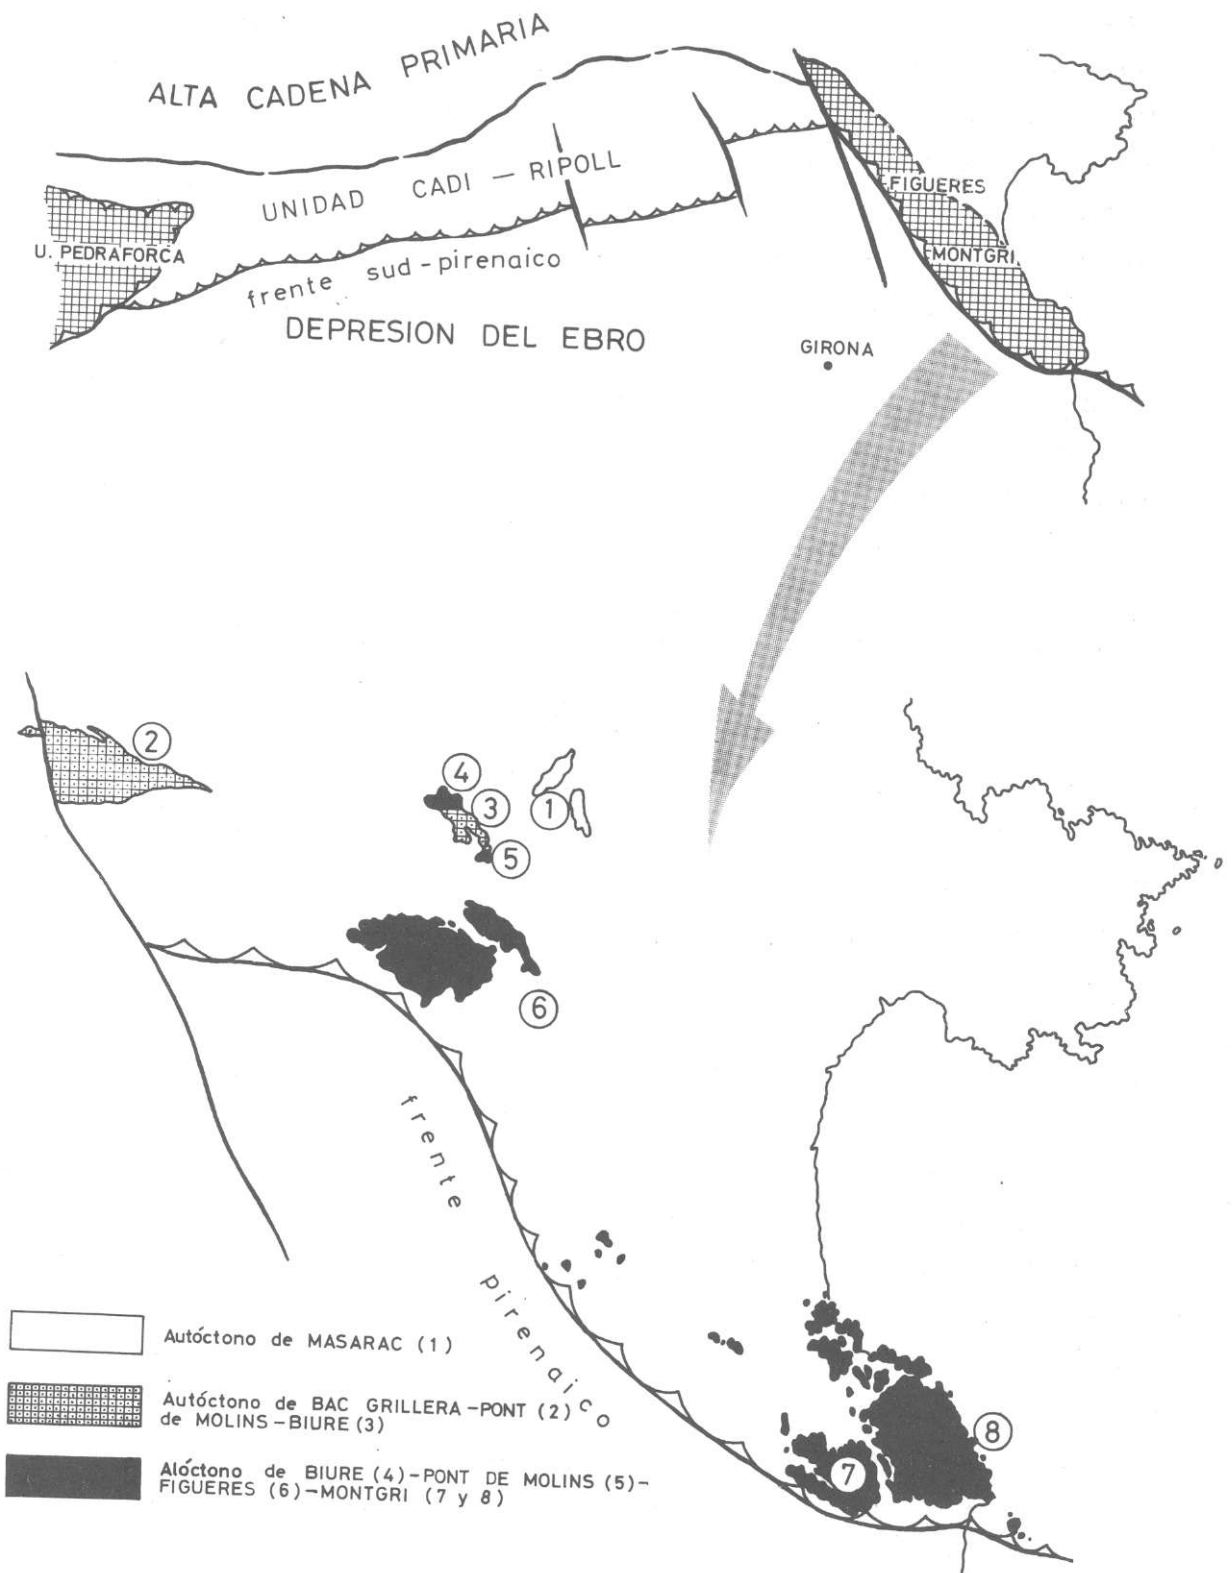 ALTA CADENA PRIMARIA
UNIDAD CADI — RIPOLL
U. PEDRAFORCA
FIGUERES
MONTGRI
frente sud-pirenaico
DEPRESION DEL EBRO
GIRONA
2
4
3
1
5
6
frente pirenaico
8
7
Autóctono de MASARAC (1)
Autóctono de BAC GRILLERA-PONT (2)
de MOLINS-BIURE (3)
Alóctono de BIURE (4)-PONT DE MOLINS (5)-
FIGUERES (6)-MONTGRI (7 y 8)